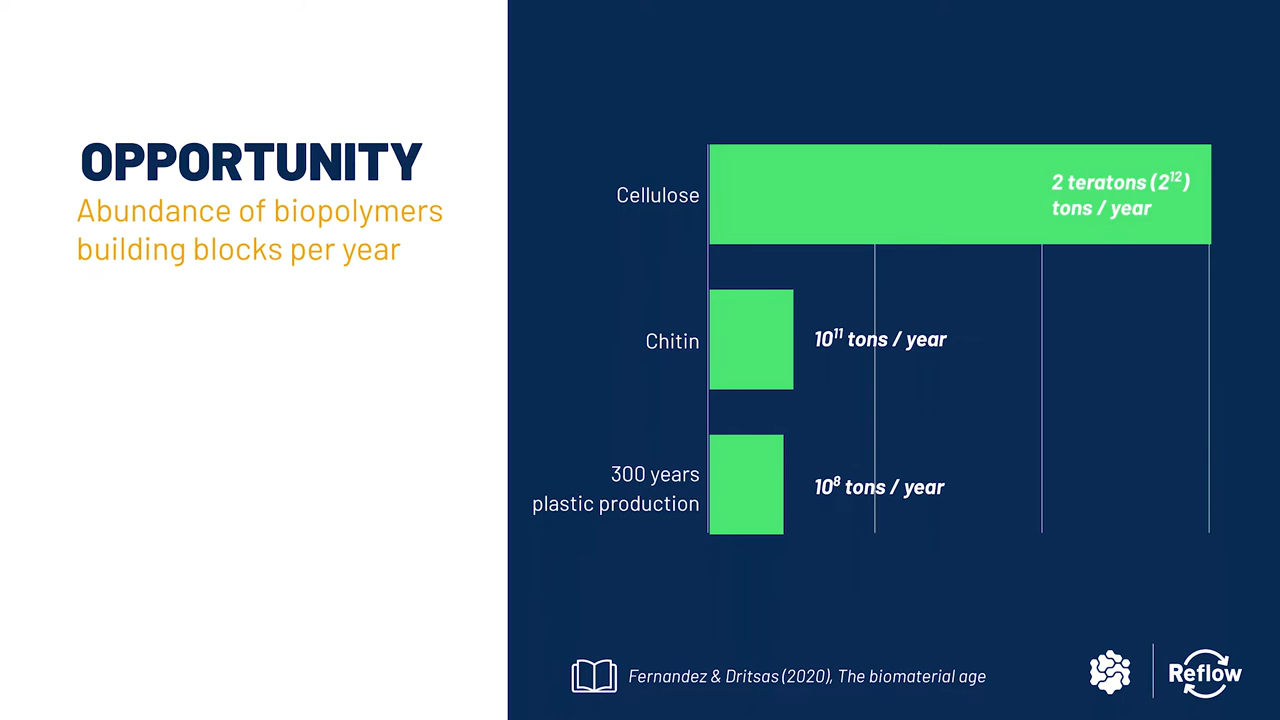 OPPORTUNITY
Abundance of biopolymers
building blocks per year
Cellulose
2 teratons (2¹²)
tons / year
Chitin
10¹¹ tons / year
300 years
plastic production
10⁸ tons / year
Fernandez & Dritsas (2020), The biomaterial age
Reflow